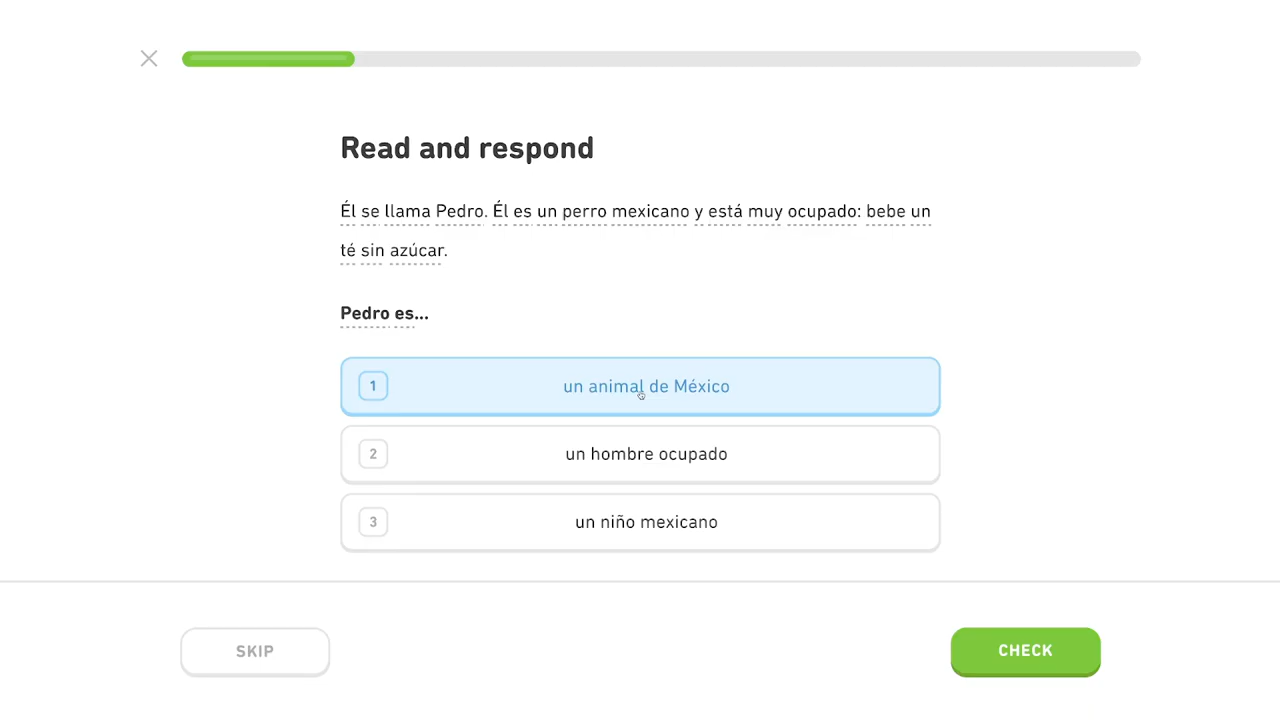 Read and respond
Él se llama Pedro. Él es un perro mexicano y está muy ocupado: bebe un
té sin azúcar.
Pedro es...
1 un animal de México
2 un hombre ocupado
3 un niño mexicano
SKIP CHECK